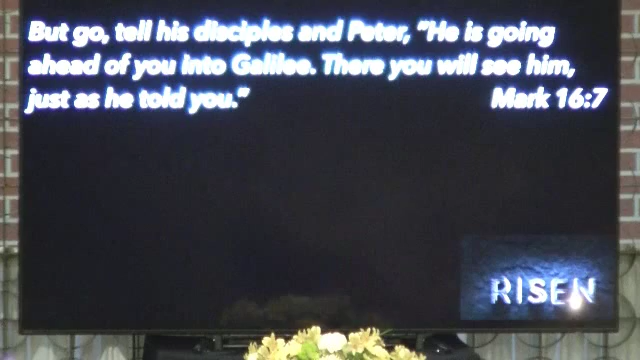 But go, tell his disciples and Peter, “He is going
ahead of you into Galilee. There you will see him,
just as he told you.” Mark 16:7
RISEN